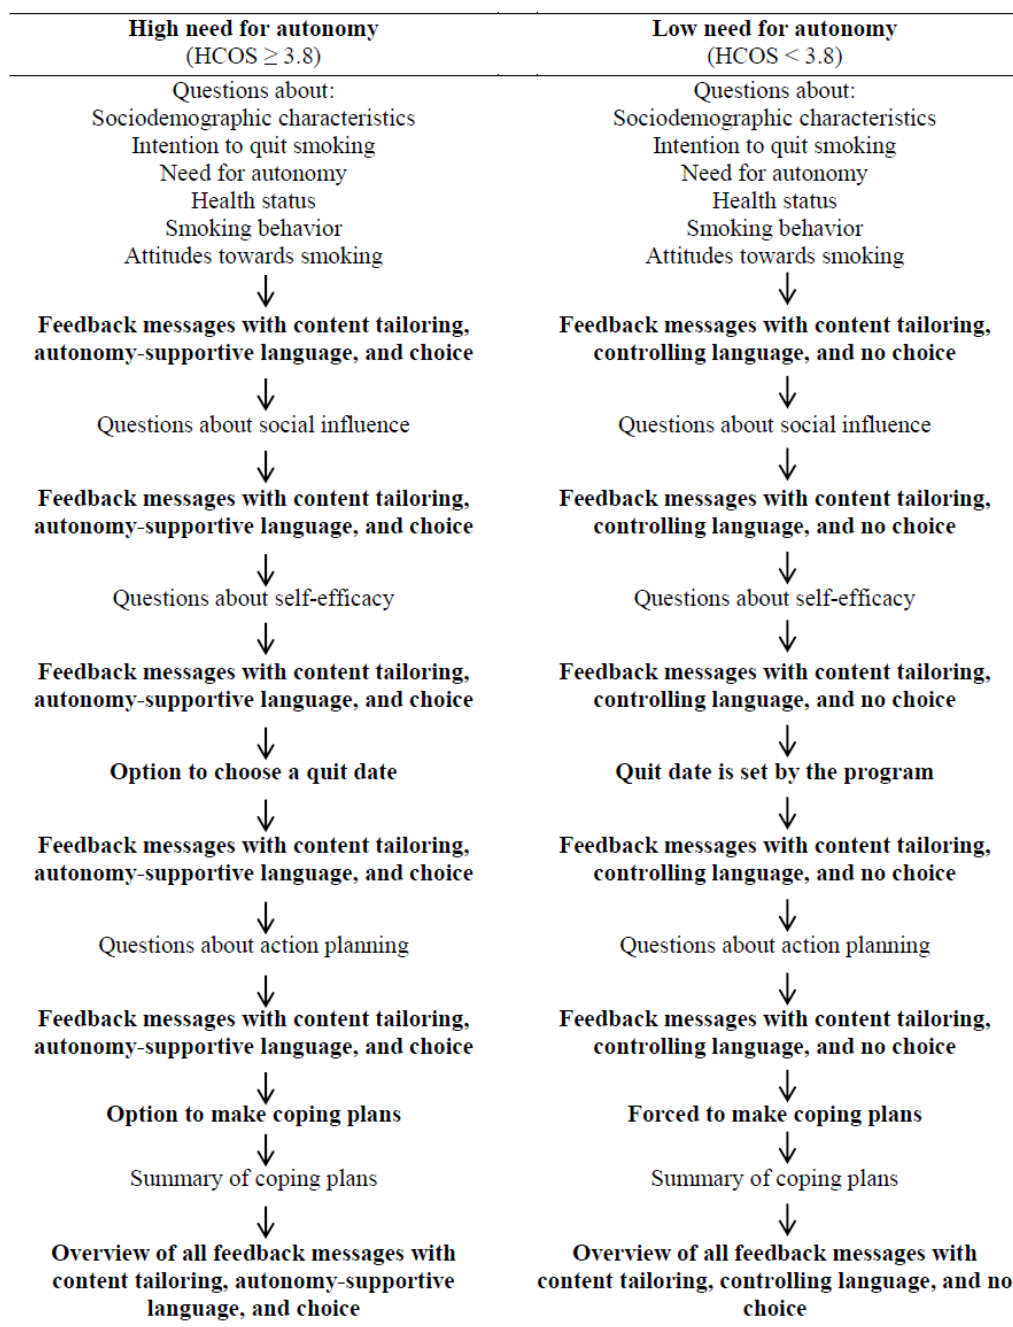 High need for autonomy
(HCOS ≥ 3.8)
Questions about:
Sociodemographic characteristics
Intention to quit smoking
Need for autonomy
Health status
Smoking behavior
Attitudes towards smoking
Feedback messages with content tailoring,
autonomy-supportive language, and choice
Questions about social influence
Feedback messages with content tailoring,
autonomy-supportive language, and choice
Questions about self-efficacy
Feedback messages with content tailoring,
autonomy-supportive language, and choice
Option to choose a quit date
Feedback messages with content tailoring,
autonomy-supportive language, and choice
Questions about action planning
Feedback messages with content tailoring,
autonomy-supportive language, and choice
Option to make coping plans
Summary of coping plans
Overview of all feedback messages with
content tailoring, autonomy-supportive
language, and choice
Low need for autonomy
(HCOS < 3.8)
Questions about:
Sociodemographic characteristics
Intention to quit smoking
Need for autonomy
Health status
Smoking behavior
Attitudes towards smoking
Feedback messages with content tailoring,
controlling language, and no choice
Questions about social influence
Feedback messages with content tailoring,
controlling language, and no choice
Questions about self-efficacy
Feedback messages with content tailoring,
controlling language, and no choice
Quit date is set by the program
Feedback messages with content tailoring,
controlling language, and no choice
Questions about action planning
Feedback messages with content tailoring,
controlling language, and no choice
Forced to make coping plans
Summary of coping plans
Overview of all feedback messages with
content tailoring, controlling language, and no
choice